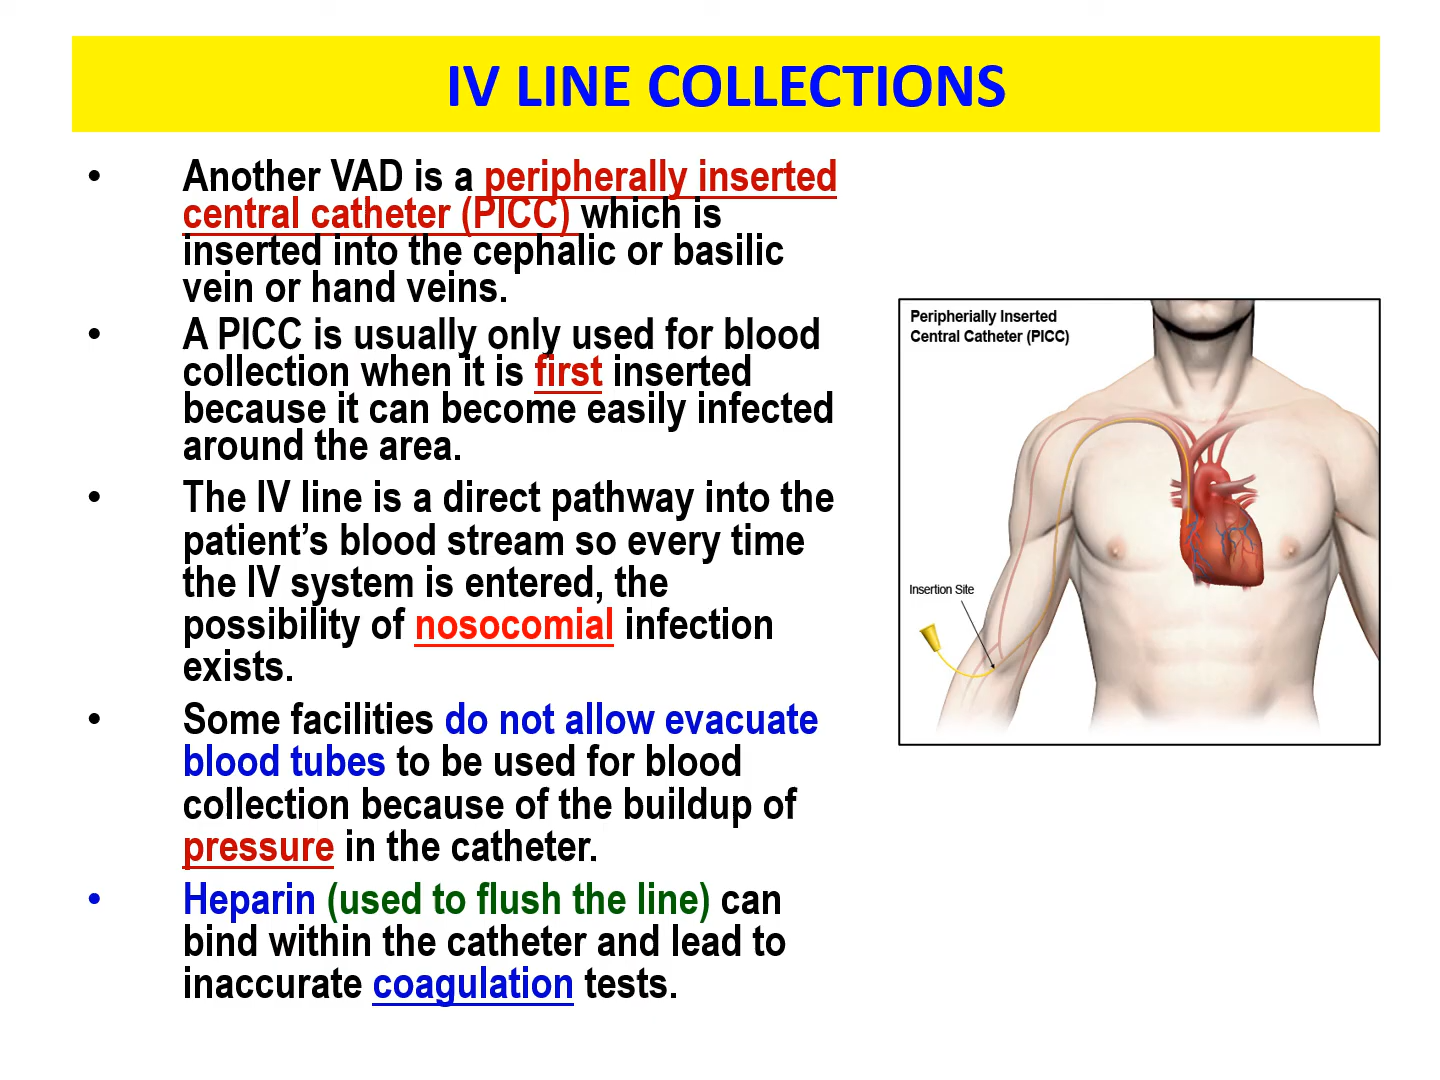 IV LINE COLLECTIONS
• Another VAD is a peripherally inserted
central catheter (PICC) which is
inserted into the cephalic or basilic
vein or hand veins.
• A PICC is usually only used for blood
collection when it is first inserted
because it can become easily infected
around the area.
• The IV line is a direct pathway into the
patient’s blood stream so every time
the IV system is entered, the
possibility of nosocomial infection
exists.
• Some facilities do not allow evacuate
blood tubes to be used for blood
collection because of the buildup of
pressure in the catheter.
• Heparin (used to flush the line) can
bind within the catheter and lead to
inaccurate coagulation tests.
Peripherially Inserted
Central Catheter (PICC)
Insertion Site